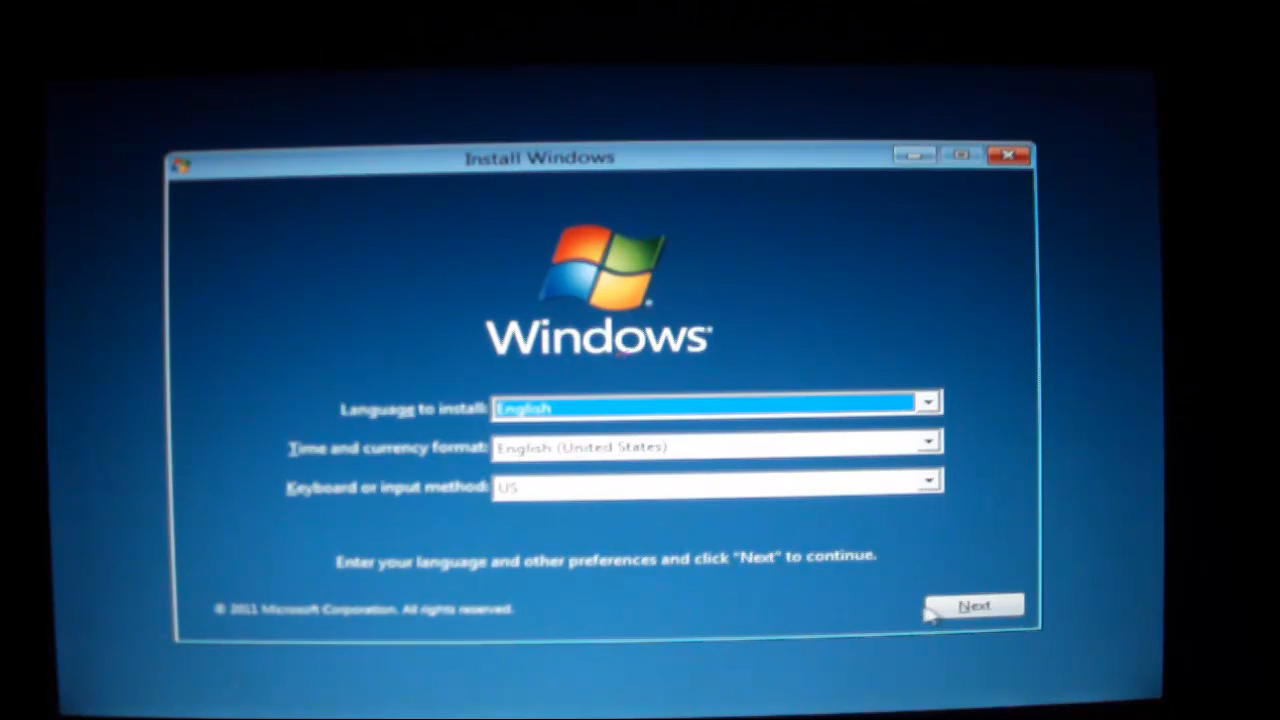 Install Windows
Windows®
Language to install: English
Time and currency format: English (United States)
Keyboard or input method: US
Enter your language and other preferences and click "Next" to continue.
© 2011 Microsoft Corporation. All rights reserved.
Next